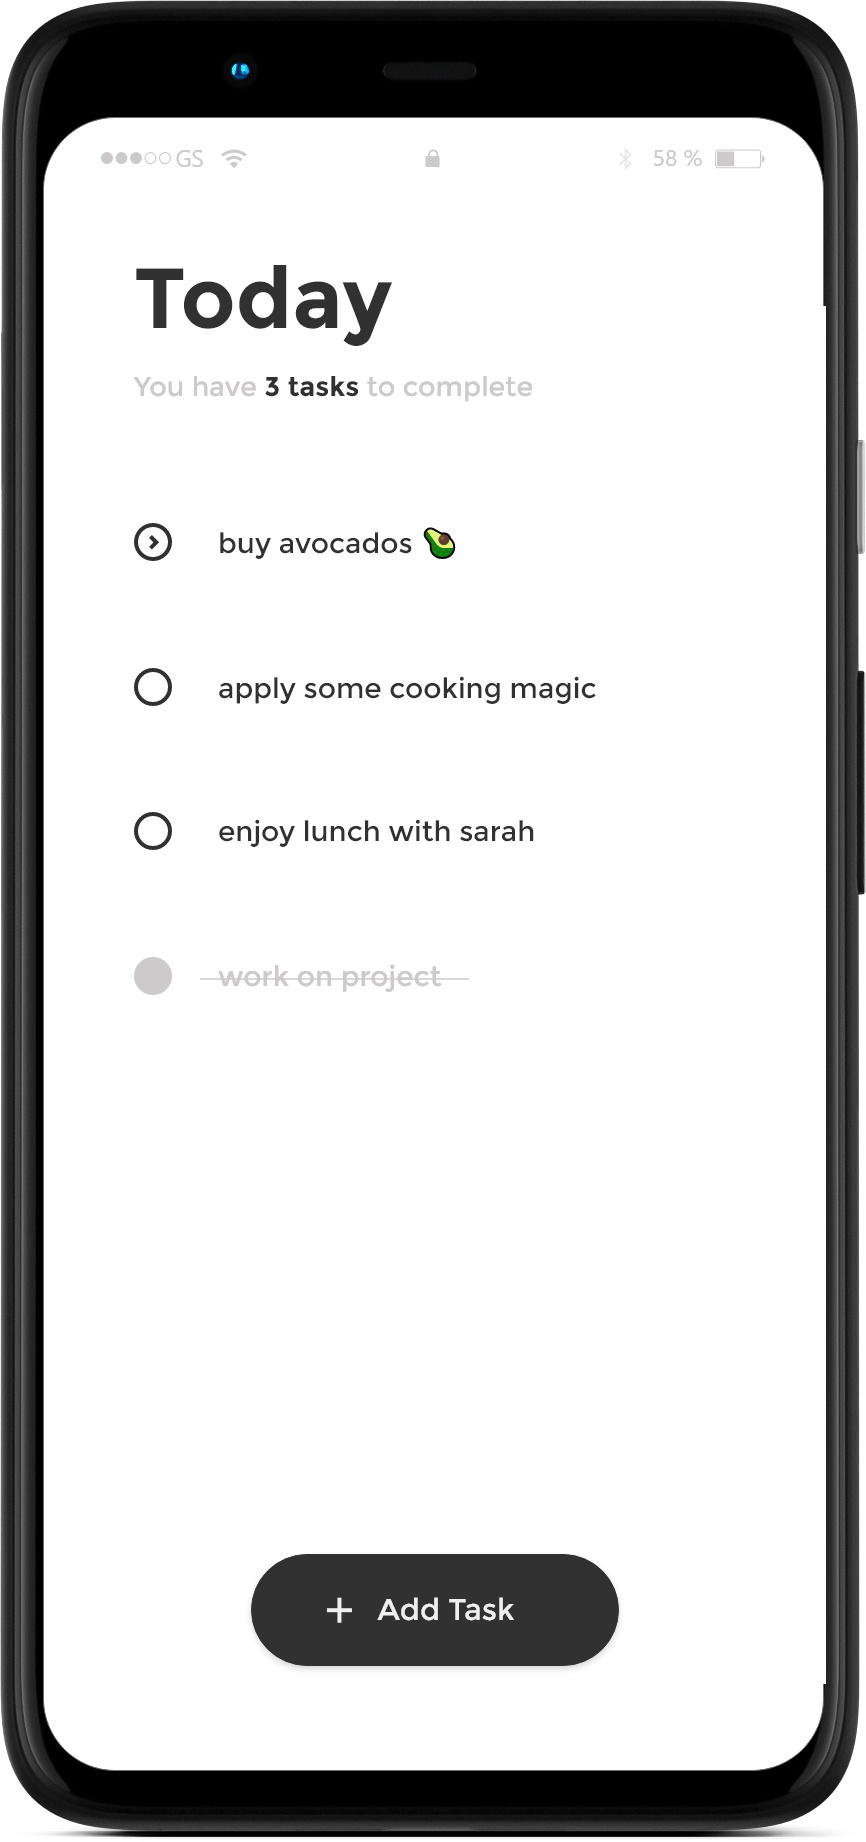 GS 58 %
Today
You have 3 tasks to complete
buy avocados 🥑
apply some cooking magic
enjoy lunch with sarah
work on project
+ Add Task